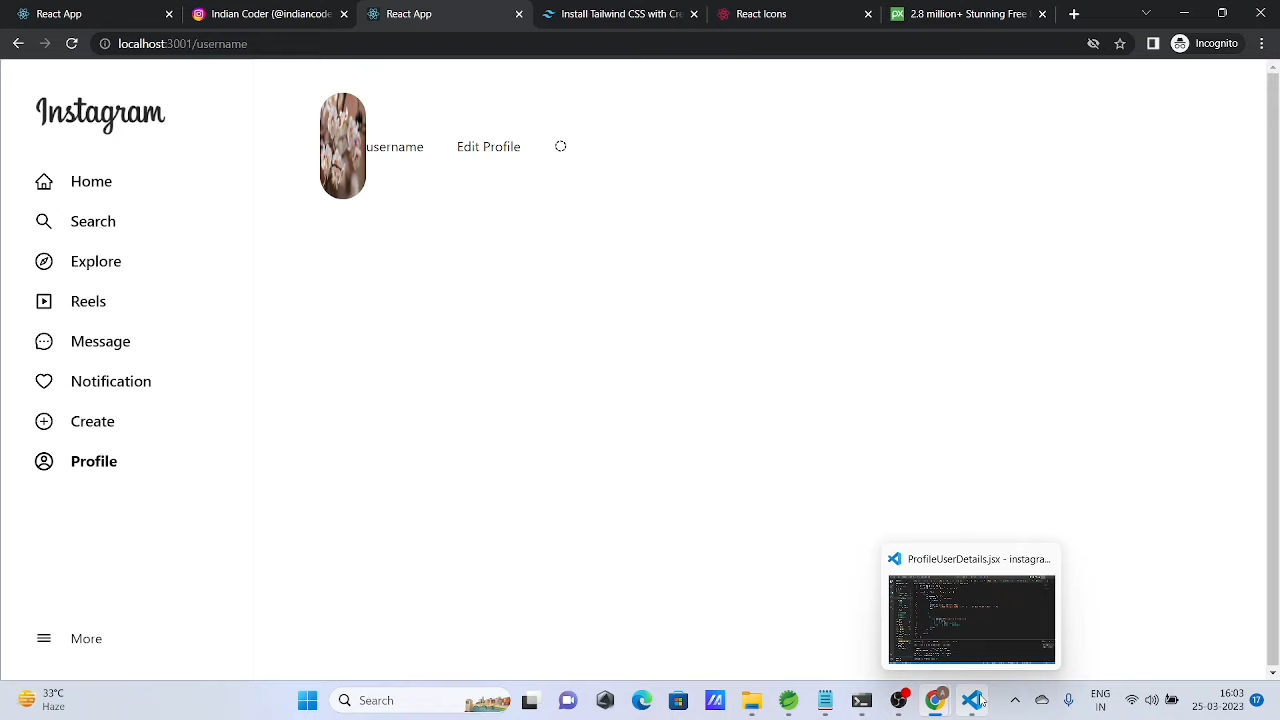 React App
Indian Coder (@indiancode
React App
Install Tailwind CSS with Cre
React Icons
2.8 million+ Stunning Free
localhost:3001/username
Incognito
Instagram
username
Edit Profile
Home
Search
Explore
Reels
Message
Notification
Create
Profile
More
ProfileUserDetails.jsx - instagra...
33°C
Haze
Search
ENG
IN
16:03
25-03-2023
17